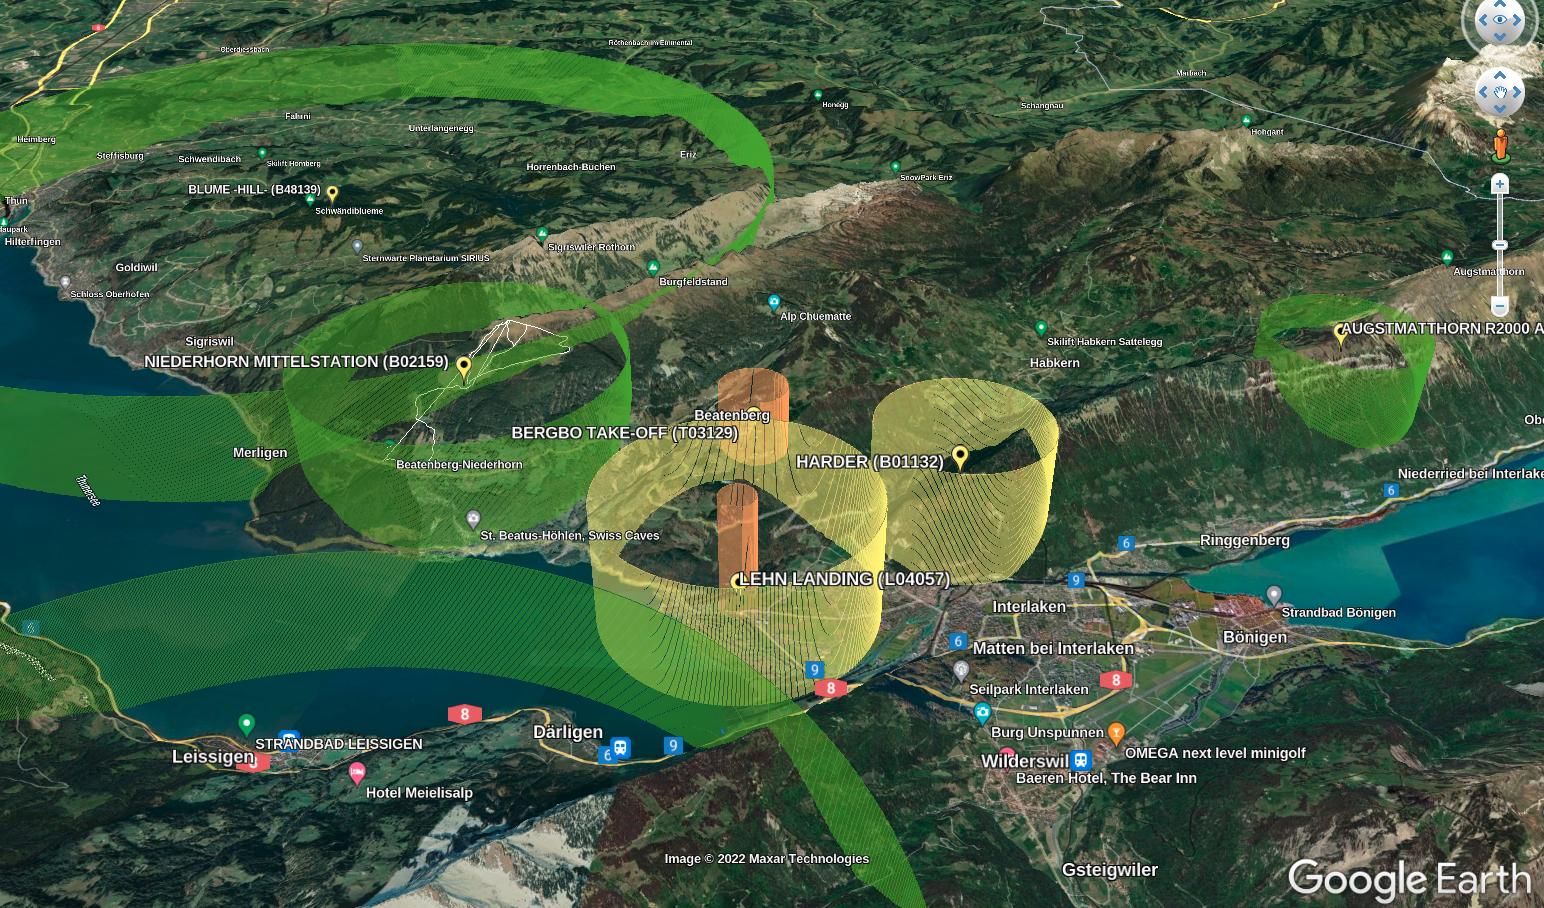 Oberdiessbach
Röthenbach im Emmental
Marbach
Schangnau
Honegg
Hohgant
Fahrni
Unterlangenegg
Heimberg
Steffisburg
Schwendibach
Skilift Homberg
Horrenbach-Buchen
Eriz
SnowPark Eriz
BLUME -HILL- (B48139)
Schwändiblueme
Thun
Hilterfingen
Sternwarte Planetarium SIRIUS
Sigriswiler Rothorn
Goldiwil
Schloss Oberhofen
Burgfeldstand
Augstmatthorn
Alp Chuematte
AUGSTMATTHORN R2000 A
Sigriswil
Skilift Habkern Sattelegg
NIEDERHORN MITTELSTATION (B02159)
Habkern
Beatenberg
BERGBO TAKE-OFF (T03129)
Merligen
Beatenberg-Niederhorn
HARDER (B01132)
Niederried bei Interlake
6
Thunersee
St. Beatus-Höhlen, Swiss Caves
6
Ringgenberg
LEHN LANDING (L04057)
9
Interlaken
Strandbad Bönigen
6
6
Bönigen
Matten bei Interlaken
9
8
8
Seilpark Interlaken
8
Därligen
Burg Unspunnen
STRANDBAD LEISSIGEN
6
9
Leissigen
8
OMEGA next level minigolf
Wilderswil
Baeren Hotel, The Bear Inn
Hotel Meielisalp
Image © 2022 Maxar Technologies
Gsteigwiler
Google Earth